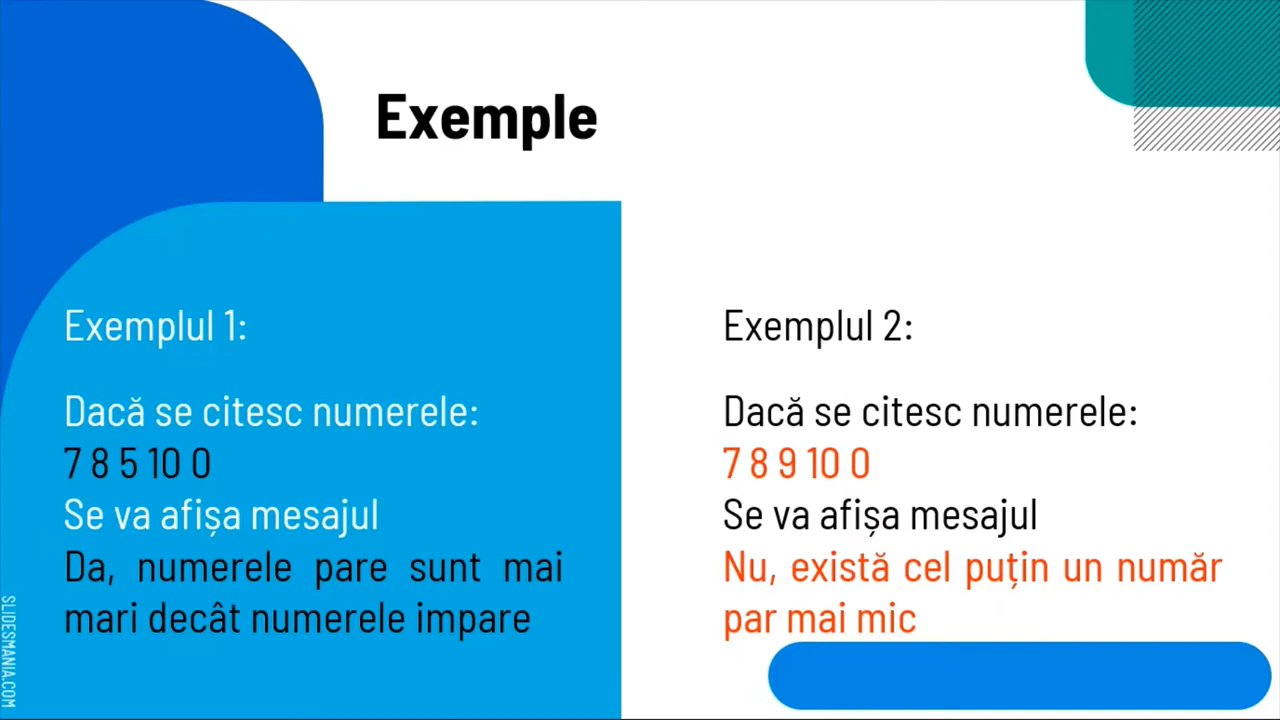 Exemple
Exemplul 1:
Dacă se citesc numerele:
7 8 5 10 0
Se va afișa mesajul
Da, numerele pare sunt mai
mari decât numerele impare
Exemplul 2:
Dacă se citesc numerele:
7 8 9 10 0
Se va afișa mesajul
Nu, există cel puțin un număr
par mai mic
SLIDESMANIA.COM